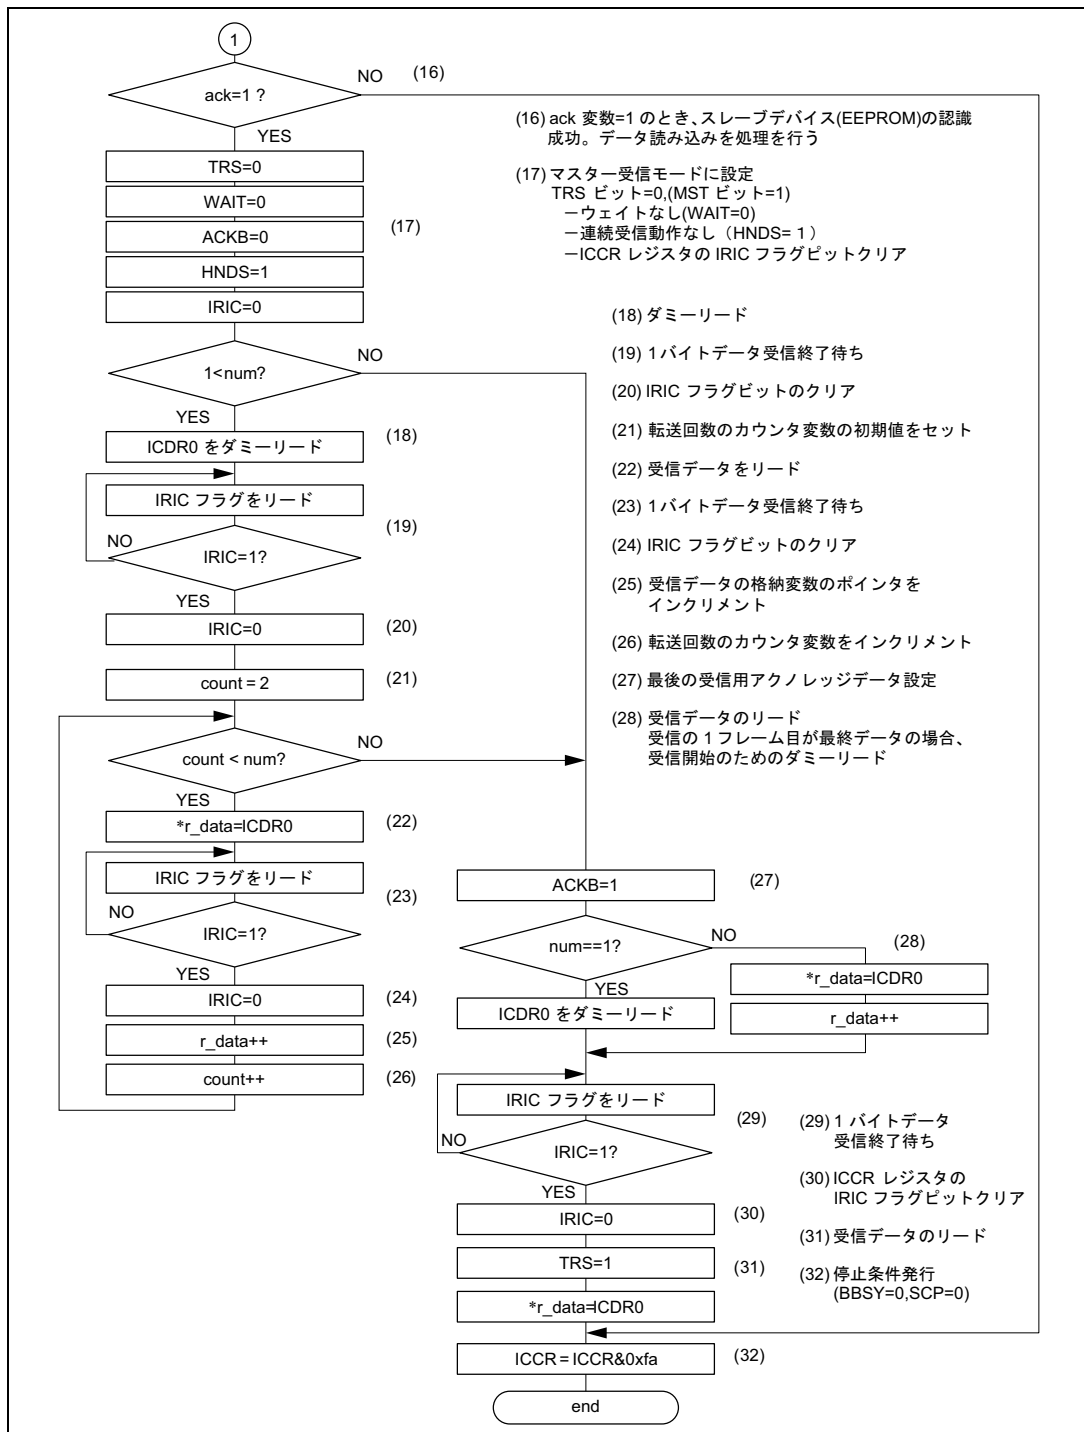 1
ack=1 ?
NO
(16)
YES
TRS=0
WAIT=0
ACKB=0
(17)
HNDS=1
IRIC=0
1<num?
NO
YES
ICDR0 をダミーリード
(18)
IRIC フラグをリード
(19)
NO
IRIC=1?
YES
IRIC=0
(20)
count = 2
(21)
count < num?
NO
YES
*r_data=ICDR0
(22)
IRIC フラグをリード
(23)
NO
IRIC=1?
YES
IRIC=0
(24)
r_data++
(25)
count++
(26)
(16) ack 変数=1 のとき、スレーブデバイス(EEPROM)の認識
成功。データ読み込みを処理を行う
(17) マスター受信モードに設定
TRS ビット=0,(MST ビット=1)
－ウェイトなし(WAIT=0)
－連続受信動作なし（HNDS=１）
－ICCR レジスタの IRIC フラグピットクリア
(18) ダミーリード
(19) 1バイトデータ受信終了待ち
(20) IRIC フラグビットのクリア
(21) 転送回数のカウンタ変数の初期値をセット
(22) 受信データをリード
(23) 1バイトデータ受信終了待ち
(24) IRIC フラグビットのクリア
(25) 受信データの格納変数のポインタを
インクリメント
(26) 転送回数のカウンタ変数をインクリメント
(27) 最後の受信用アクノレッジデータ設定
(28) 受信データのリード
受信の 1 フレーム目が最終データの場合、
受信開始のためのダミーリード
ACKB=1
(27)
num==1?
NO
(28)
YES
*r_data=ICDR0
ICDR0 をダミーリード
r_data++
IRIC フラグをリード
(29)
NO
IRIC=1?
YES
IRIC=0
(30)
TRS=1
(31)
*r_data=ICDR0
ICCR = ICCR&0xfa
(32)
end
(29) 1 バイトデータ
受信終了待ち
(30) ICCR レジスタの
IRIC フラグピットクリア
(31) 受信データのリード
(32) 停止条件発行
(BBSY=0,SCP=0)